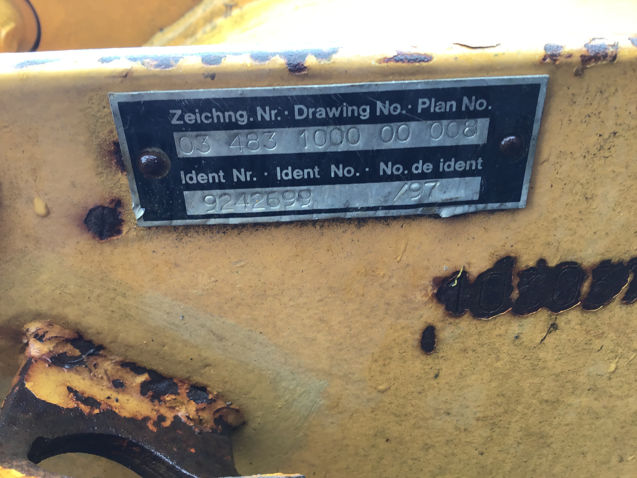 Zeichng. Nr. · Drawing No. · Plan No.
03 483 1000 00 008
Ident Nr. · Ident No. · No. de ident
9242699 /97